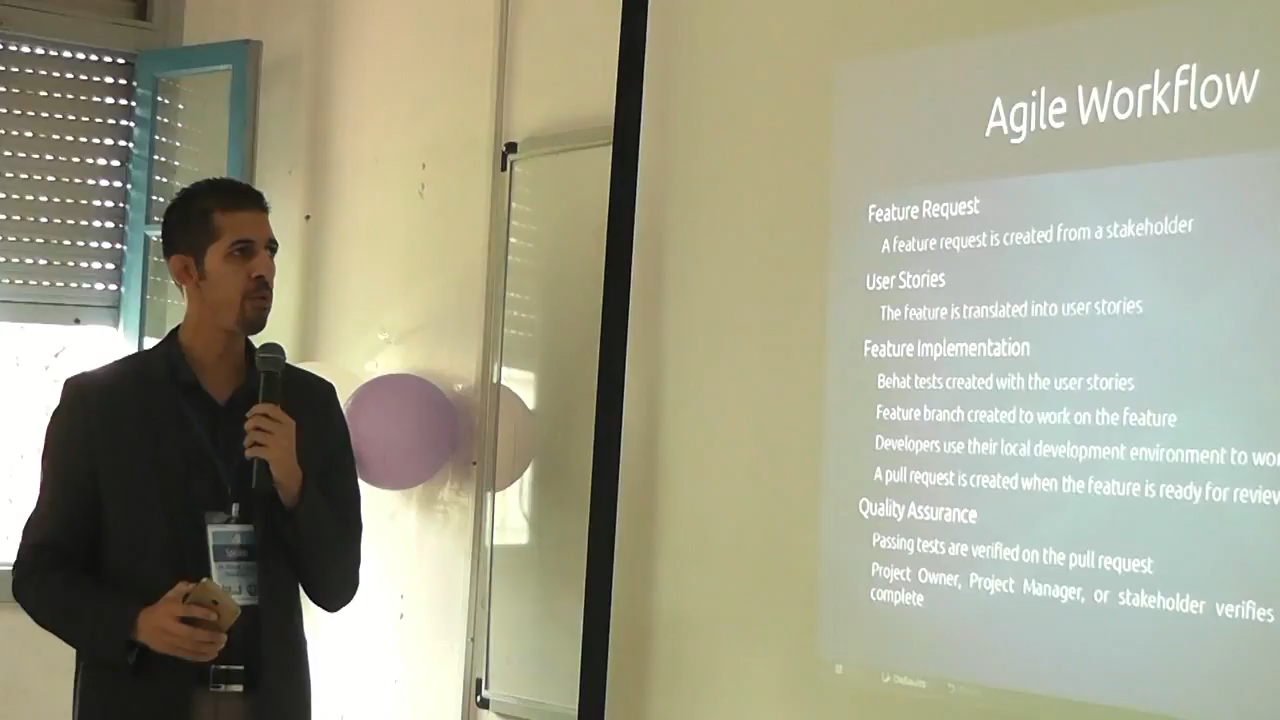 Agile Workflow
Feature Request
A feature request is created from a stakeholder
User Stories
The feature is translated into user stories
Feature Implementation
Behat tests created with the user stories
Feature branch created to work on the feature
Developers use their local development environment to
A pull request is created when the feature is ready for review
Quality Assurance
Passing tests are verified on the pull request
Project Owner, Project Manager, or stakeholder verifies
complete
Speaker
Defaults